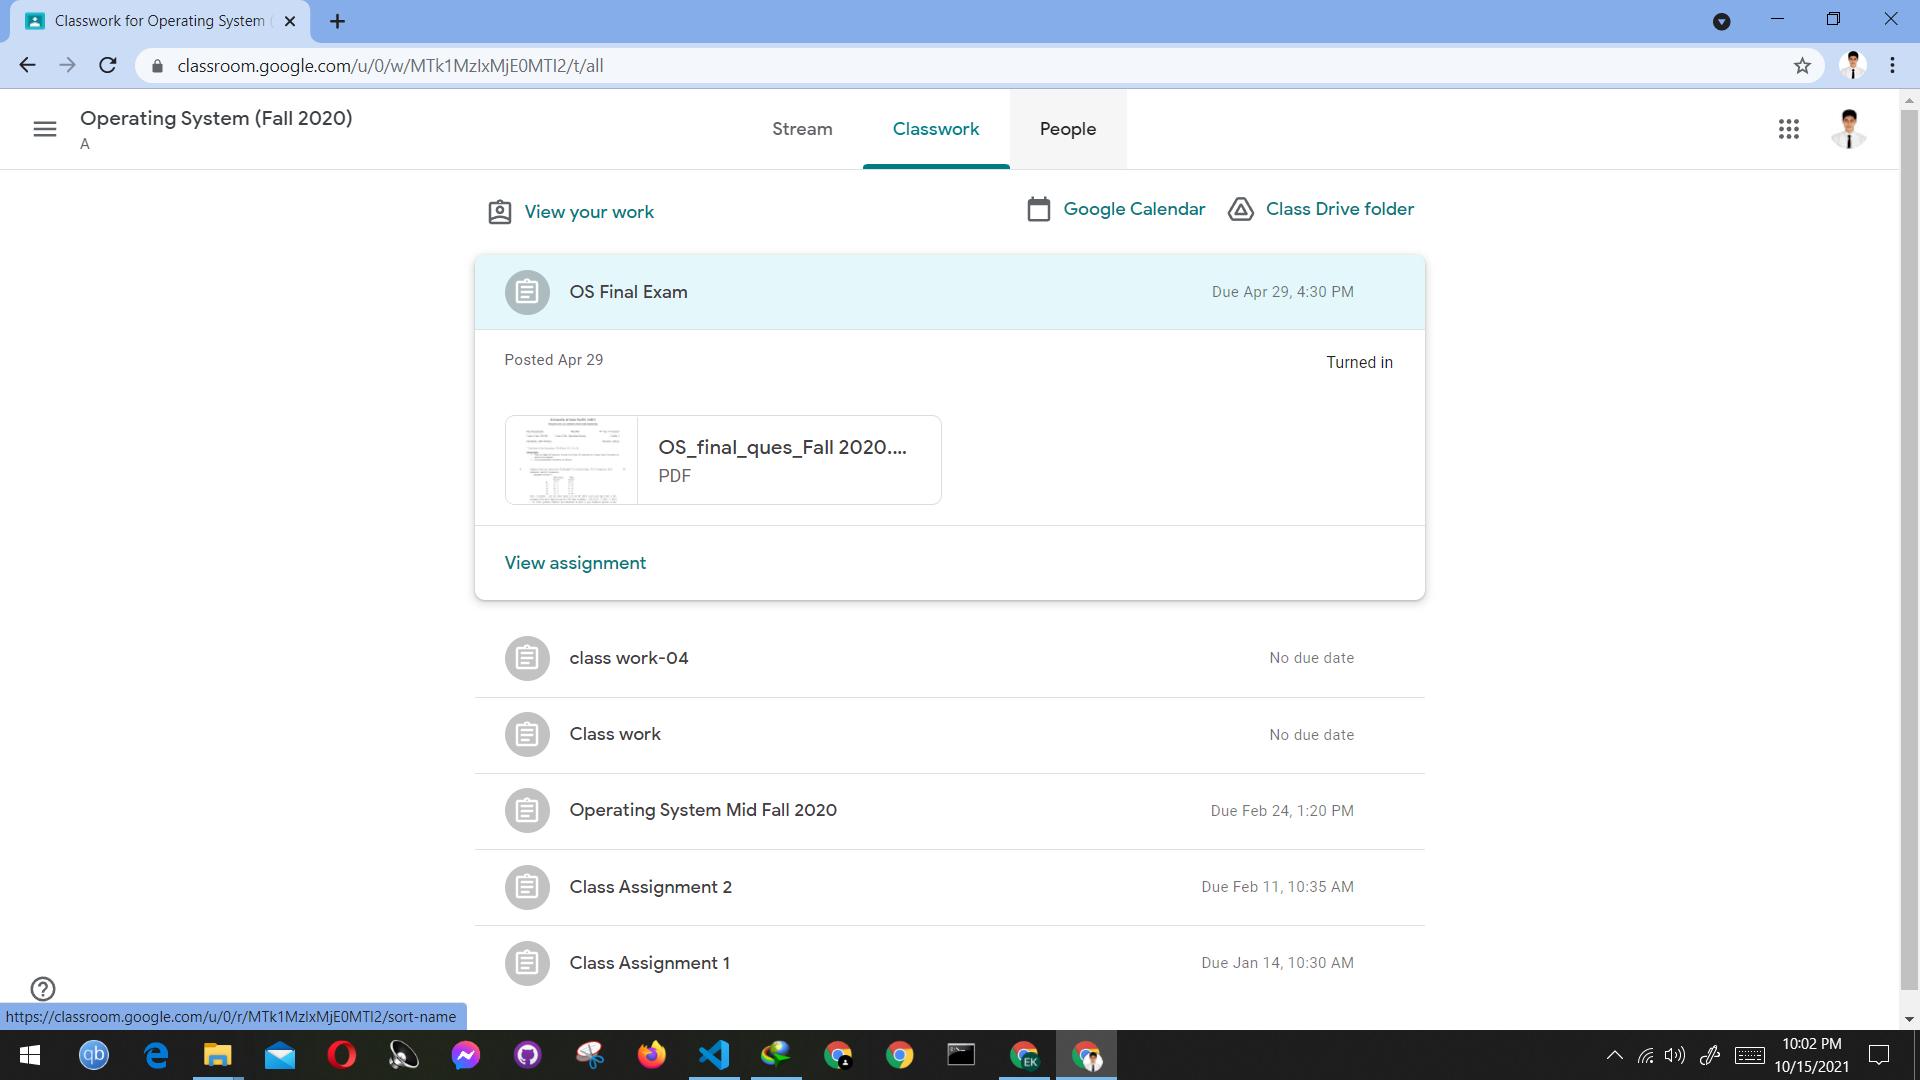 Classwork for Operating System (
classroom.google.com/u/0/w/MTk1MzIxMjE0MTI2/t/all
Operating System (Fall 2020)
A
Stream
Classwork
People
View your work
Google Calendar
Class Drive folder
OS Final Exam
Due Apr 29, 4:30 PM
Posted Apr 29
Turned in
OS_final_ques_Fall 2020....
PDF
View assignment
class work-04
No due date
Class work
No due date
Operating System Mid Fall 2020
Due Feb 24, 1:20 PM
Class Assignment 2
Due Feb 11, 10:35 AM
Class Assignment 1
Due Jan 14, 10:30 AM
https://classroom.google.com/u/0/r/MTk1MzIxMjE0MTI2/sort-name
qb
EK
10:02 PM
10/15/2021